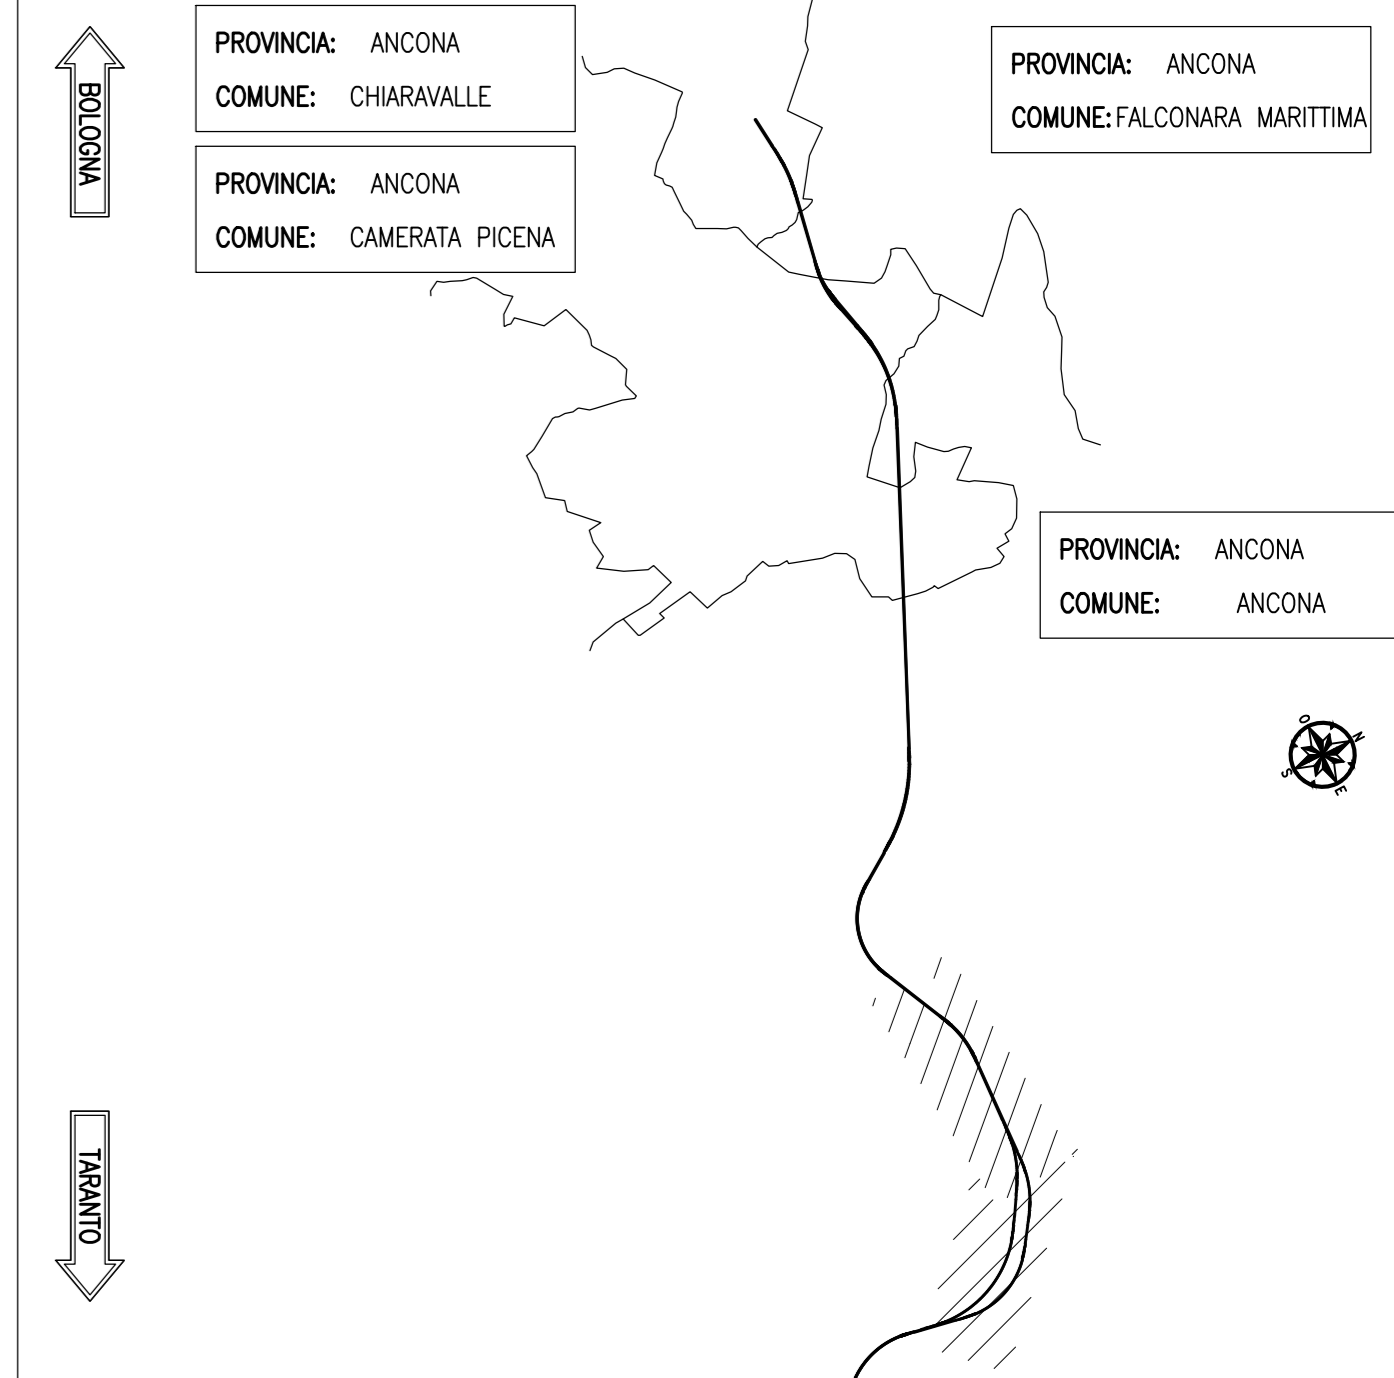 BOLOGNA
PROVINCIA: ANCONA
COMUNE: CHIARAVALLE
PROVINCIA: ANCONA
COMUNE: CAMERATA PICENA
PROVINCIA: ANCONA
COMUNE: FALCONARA MARITTIMA
PROVINCIA: ANCONA
COMUNE: ANCONA
O
N
S
E
TARANTO